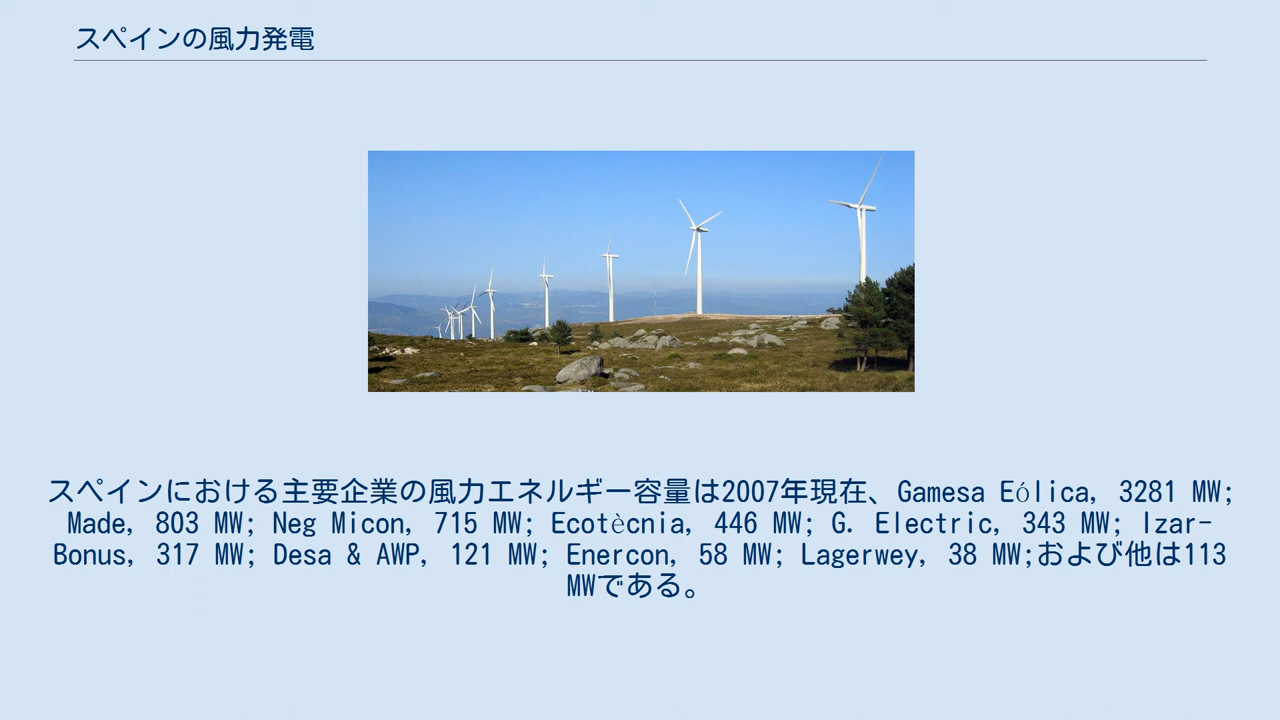 スペインの風力発電
スペインにおける主要企業の風力エネルギー容量は2007年現在、Gamesa Eólica, 3281 MW;
Made, 803 MW; Neg Micon, 715 MW; Ecotècnia, 446 MW; G. Electric, 343 MW; Izar-
Bonus, 317 MW; Desa & AWP, 121 MW; Enercon, 58 MW; Lagerwey, 38 MW;および他は113
MWである。